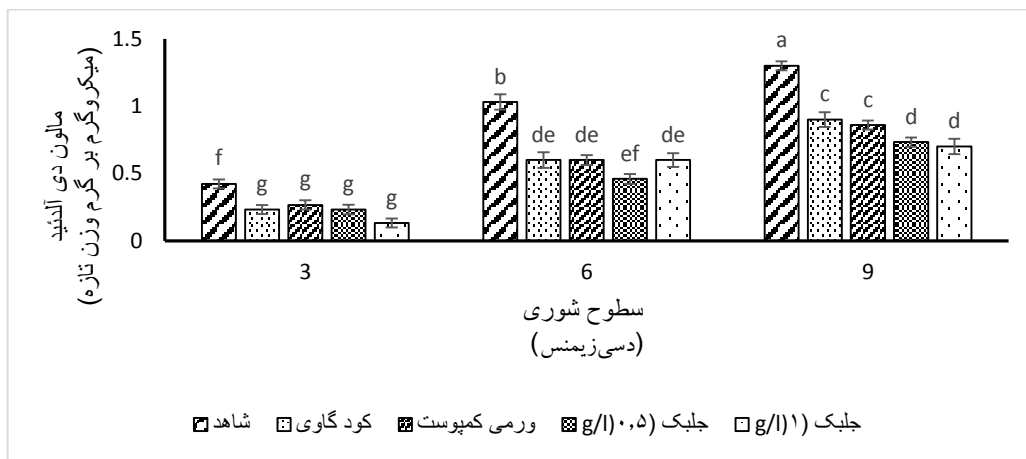 مالون دی آلدئید
(میکروگرم بر گرم وزن تازه)
1.5
1
0.5
0
f
g
g
g
g
b
de
de
ef
de
a
c
c
d
d
3
6
9
سطوح شوری
(دسی‌زیمنس)
شاهد
کود گاوی
ورمی کمپوست
جلبک (۰,۵(g/l
جلبک (۱(g/l